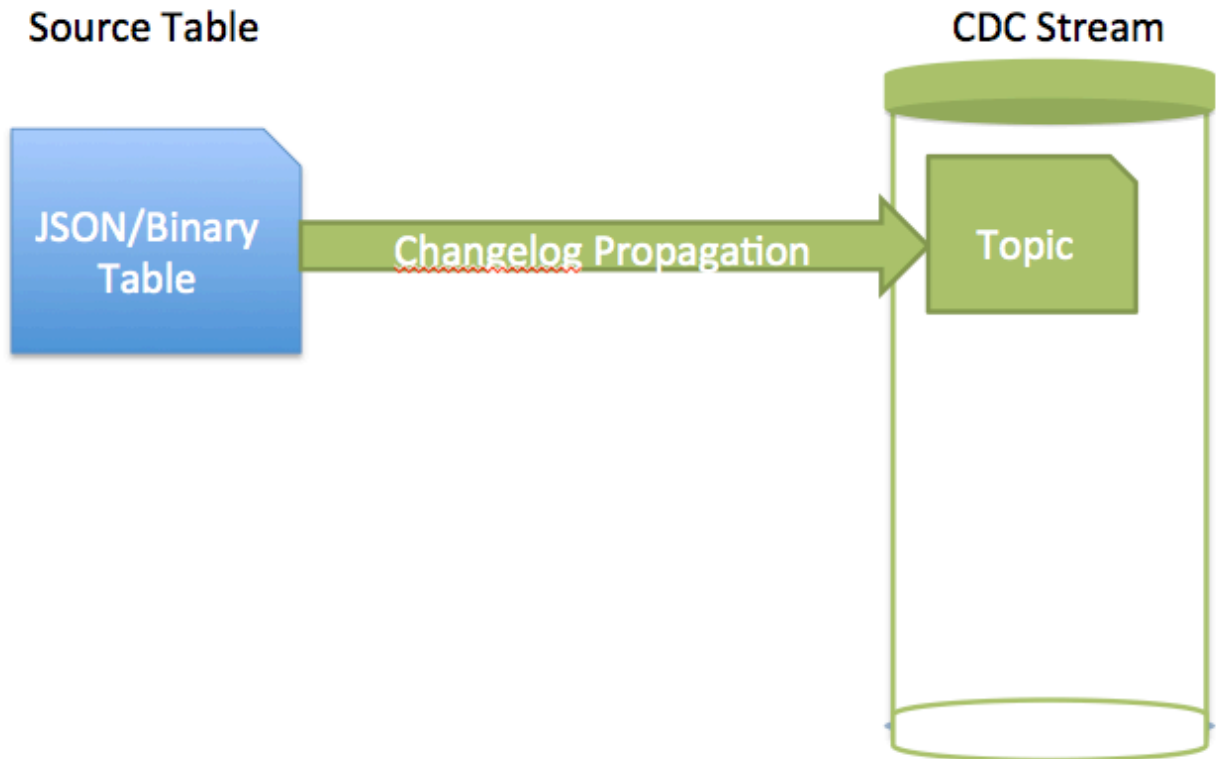 Source Table
CDC Stream
JSON/Binary
Table
Changelog Propagation
Topic